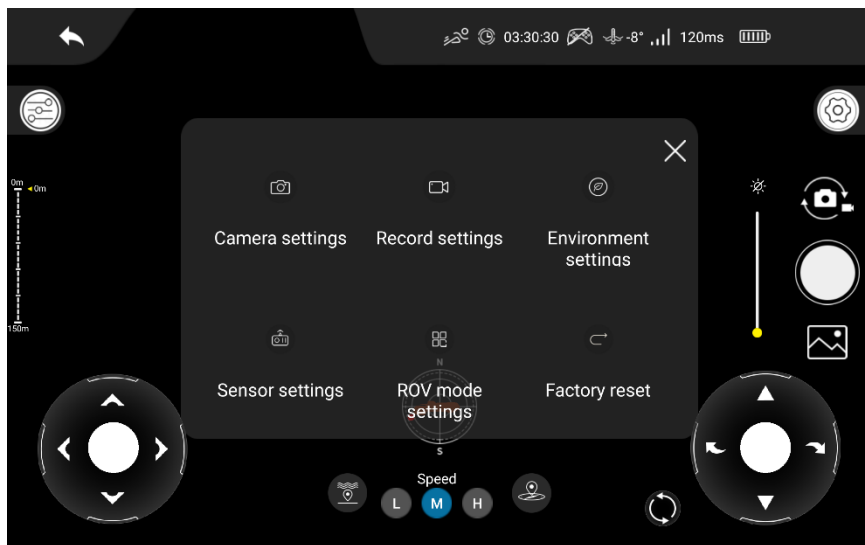 03:30:30 -8° 120ms
0m 0m
150m
Camera settings Record settings Environment
settings
Sensor settings ROV mode
settings Factory reset
N
S
Speed
L M H